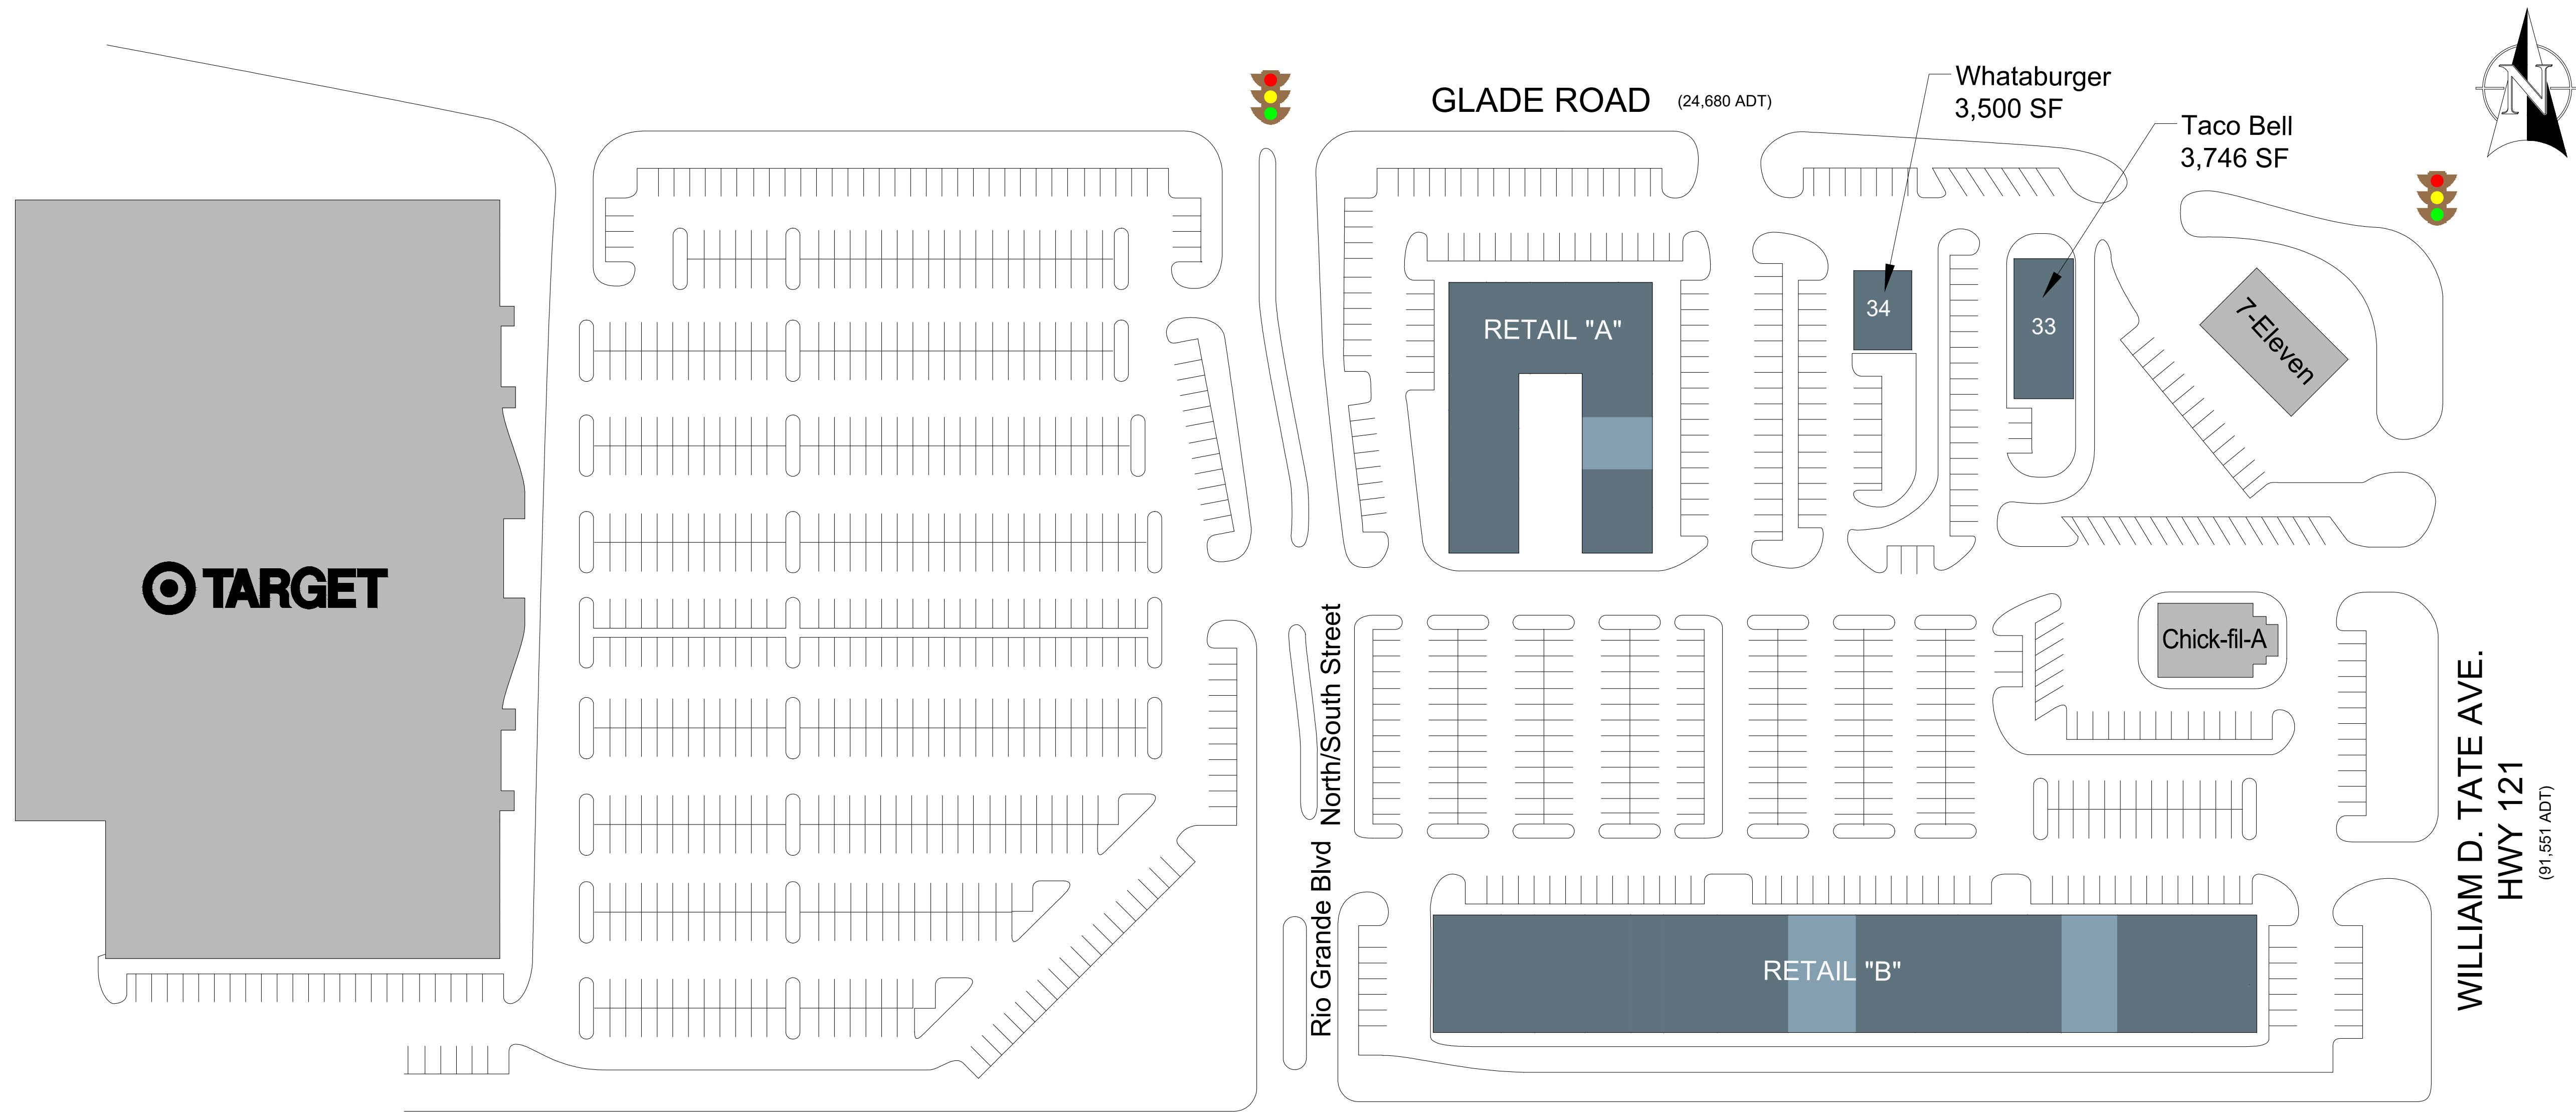 GLADE ROAD (24,680 ADT)
Whataburger
3,500 SF
Taco Bell
3,746 SF
N
RETAIL "A"
34
33
7-Eleven
TARGET
Chick-fil-A
North/South Street
Rio Grande Blvd
RETAIL "B"
WILLIAM D. TATE AVE.
HWY 121
(91,551 ADT)